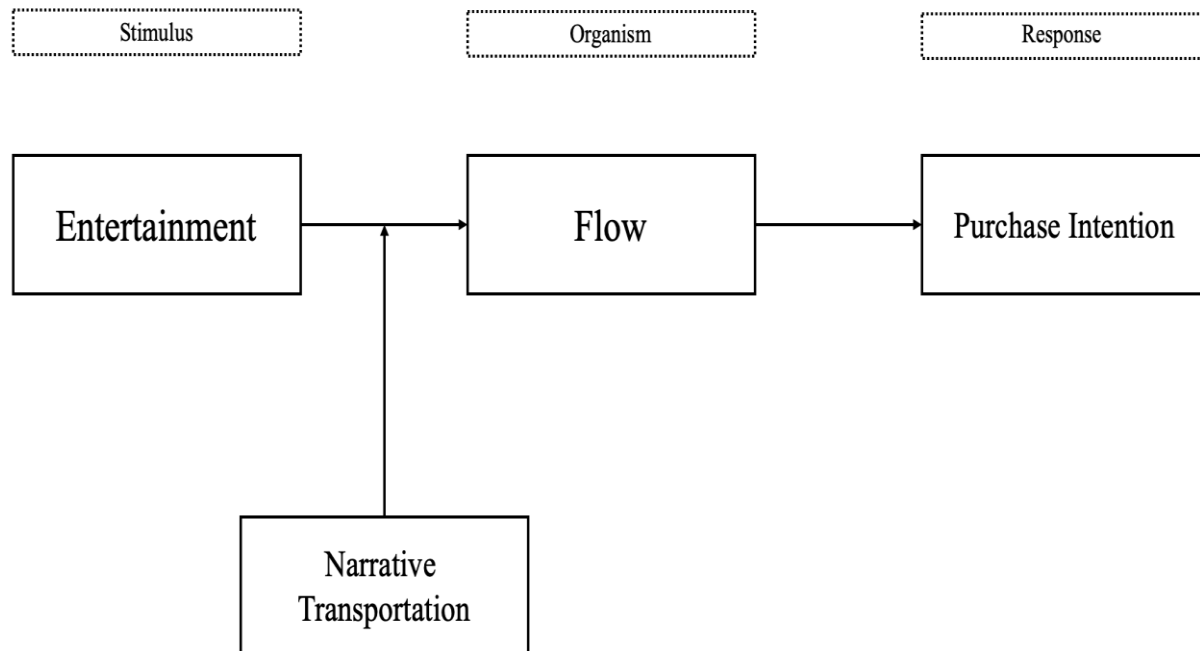 Stimulus
Organism
Response
Entertainment
Flow
Purchase Intention
Narrative
Transportation